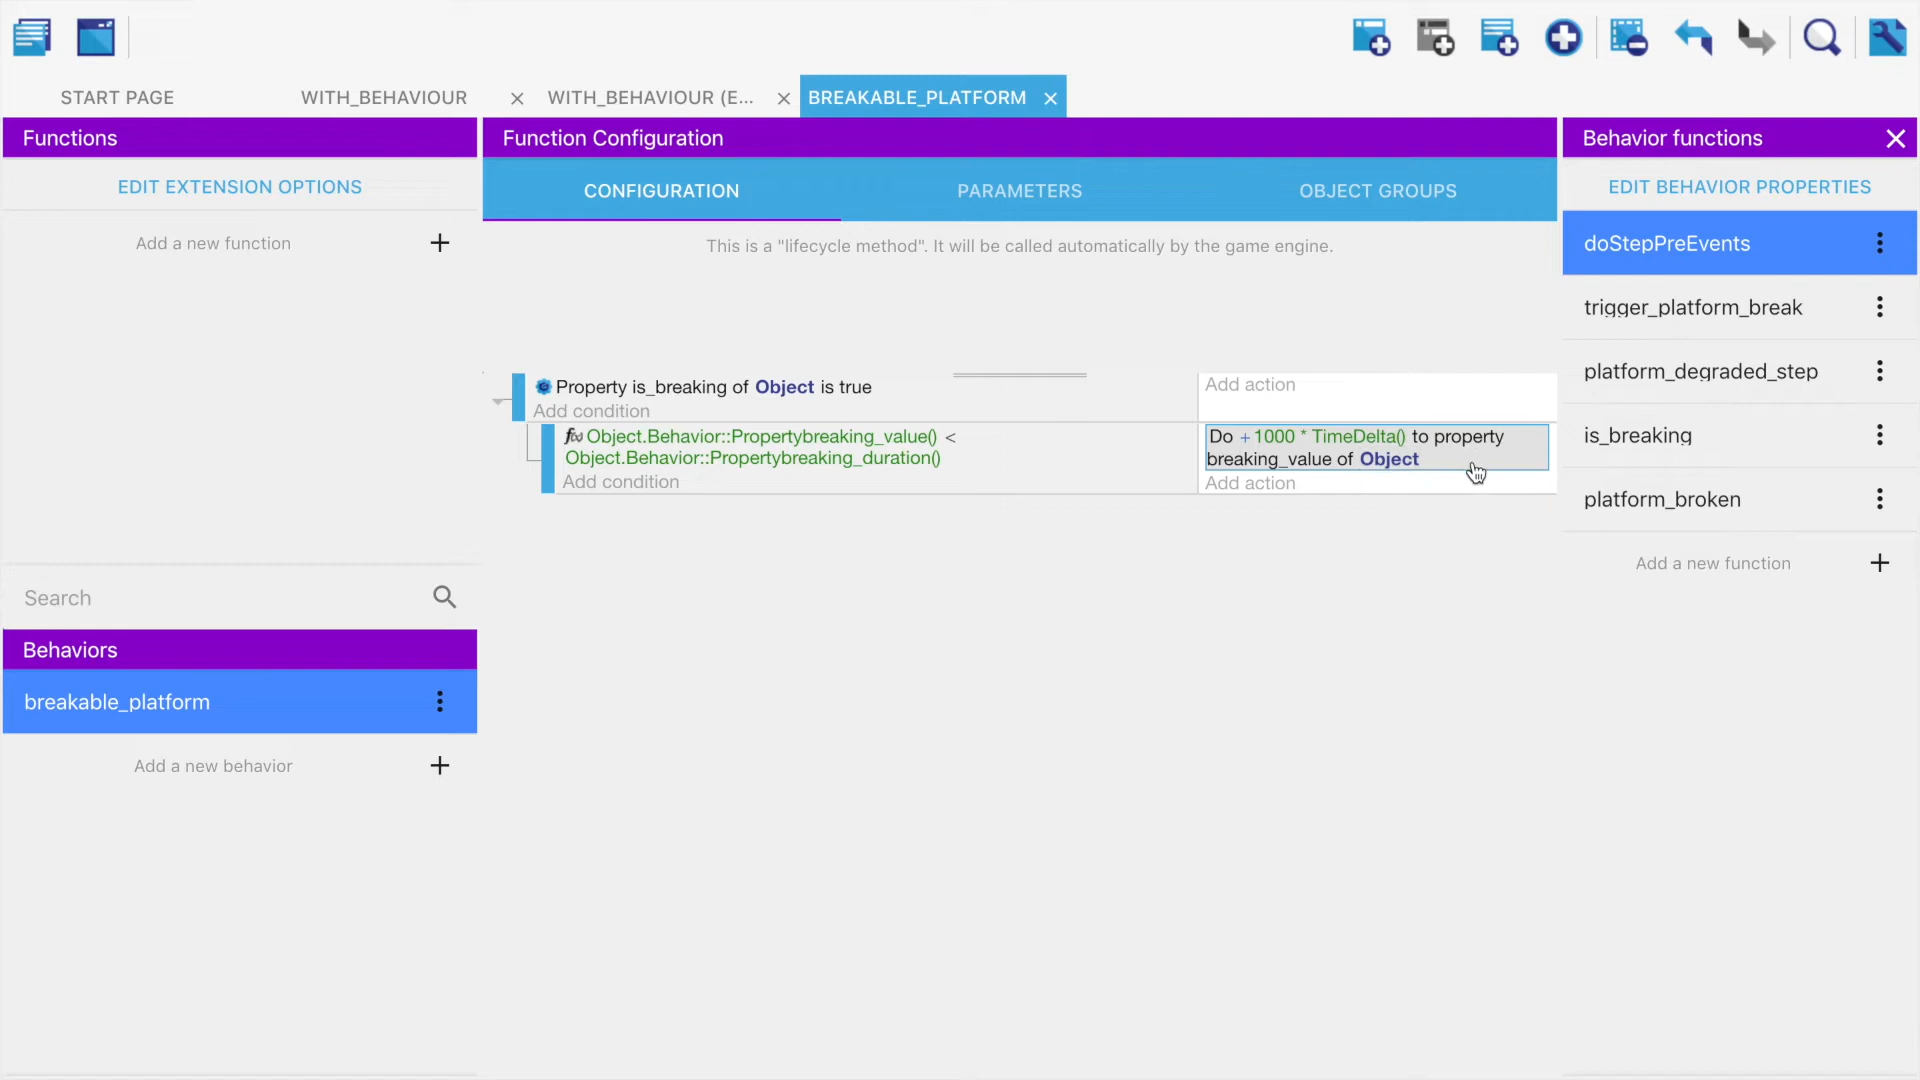 START PAGE
WITH_BEHAVIOUR
WITH_BEHAVIOUR (E...
BREAKABLE_PLATFORM
Functions
EDIT EXTENSION OPTIONS
Add a new function
Search
Behaviors
breakable_platform
Add a new behavior
Function Configuration
CONFIGURATION
PARAMETERS
OBJECT GROUPS
This is a "lifecycle method". It will be called automatically by the game engine.
Property is_breaking of Object is true
Add condition
Add action
Object.Behavior::Propertybreaking_value() <
Object.Behavior::Propertybreaking_duration()
Add condition
Do + 1000 * TimeDelta() to property
breaking_value of Object
Add action
Behavior functions
EDIT BEHAVIOR PROPERTIES
doStepPreEvents
trigger_platform_break
platform_degraded_step
is_breaking
platform_broken
Add a new function